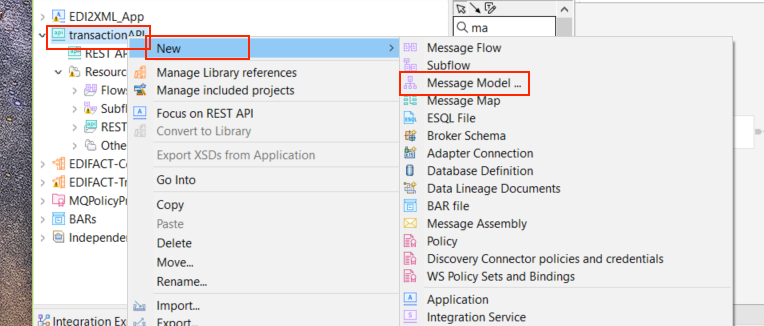 EDI2XML_App
transactionAPI
REST AP
Resourc
Flows
Subfl
REST
Othe
EDIFACT-Co
EDIFACT-Tr
MQPolicyPr
BARs
Independen
Integration Ex
New
Manage Library references
Manage included projects
Focus on REST API
Convert to Library
Export XSDs from Application
Go Into
Copy
Paste
Delete
Move...
Rename...
Import...
Export...
ma
Message Flow
Subflow
Message Model ...
Message Map
ESQL File
Broker Schema
Adapter Connection
Database Definition
Data Lineage Documents
BAR file
Message Assembly
Policy
Discovery Connector policies and credentials
WS Policy Sets and Bindings
Application
Integration Service